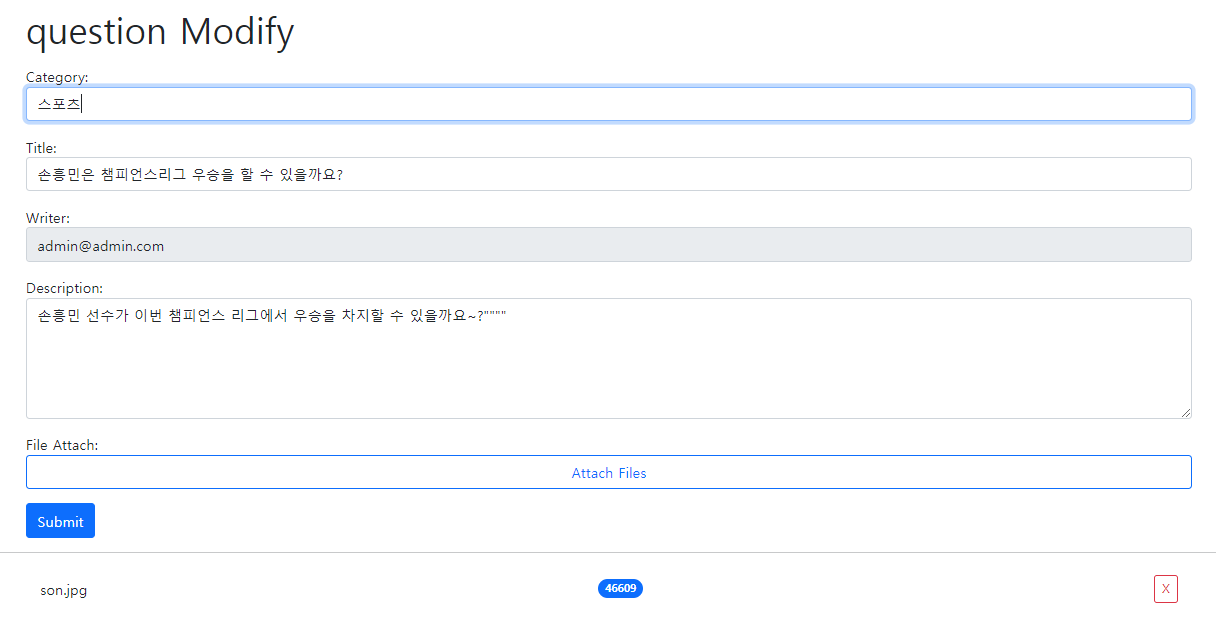 question Modify
Category:
스포츠
Title:
손흥민은 챔피언스리그 우승을 할 수 있을까요?
Writer:
admin@admin.com
Description:
손흥민 선수가 이번 챔피언스 리그에서 우승을 차지할 수 있을까요~?""""
File Attach:
Attach Files
Submit
son.jpg 46609 X